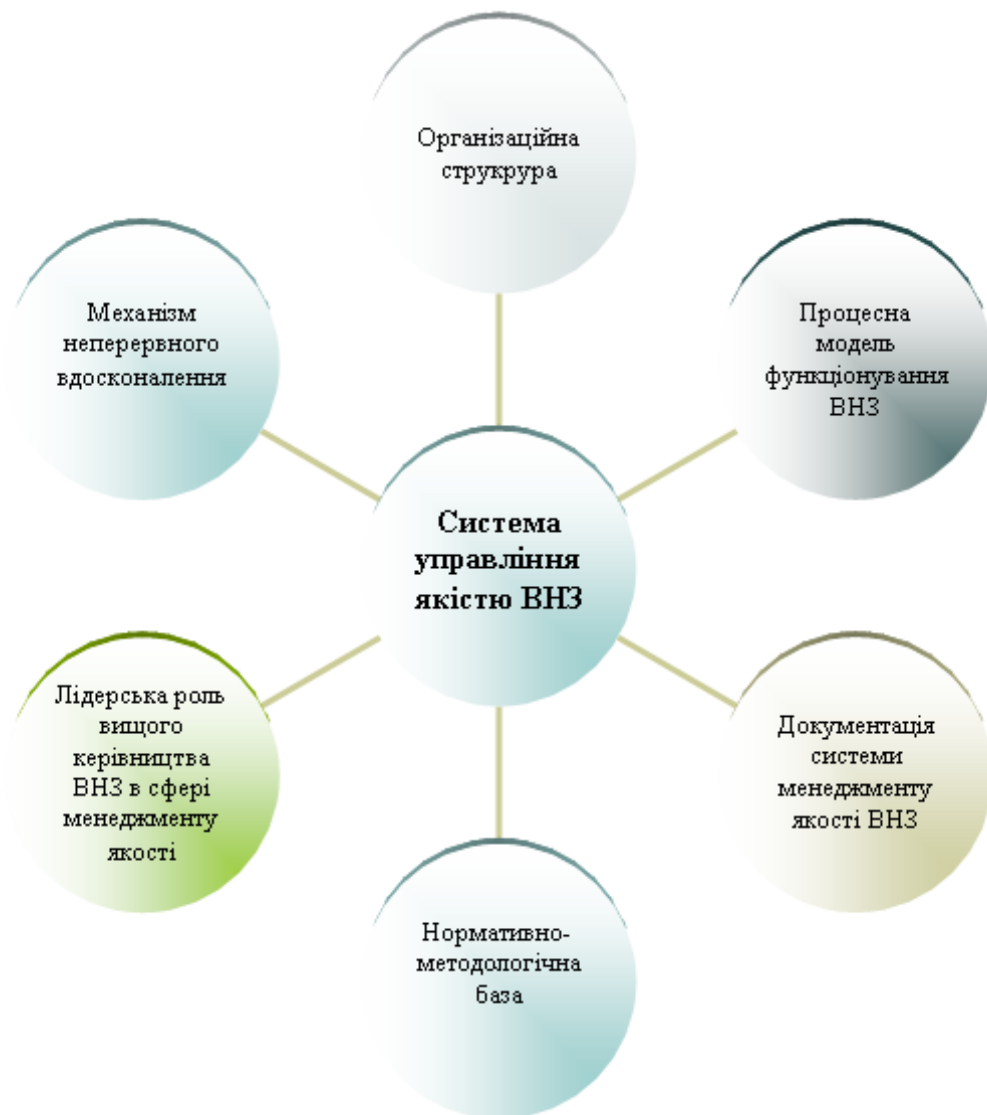 Організаційна
струкрура
Механізм
неперервного
вдосконалення
Процесна
модель
функціонування
ВНЗ
Система
управління
якістю ВНЗ
Лідерська роль
вищого
керівництва
ВНЗ в сфері
менеджменту
якості
Документація
системи
менеджменту
якості ВНЗ
Нормативно-
методологічна
база